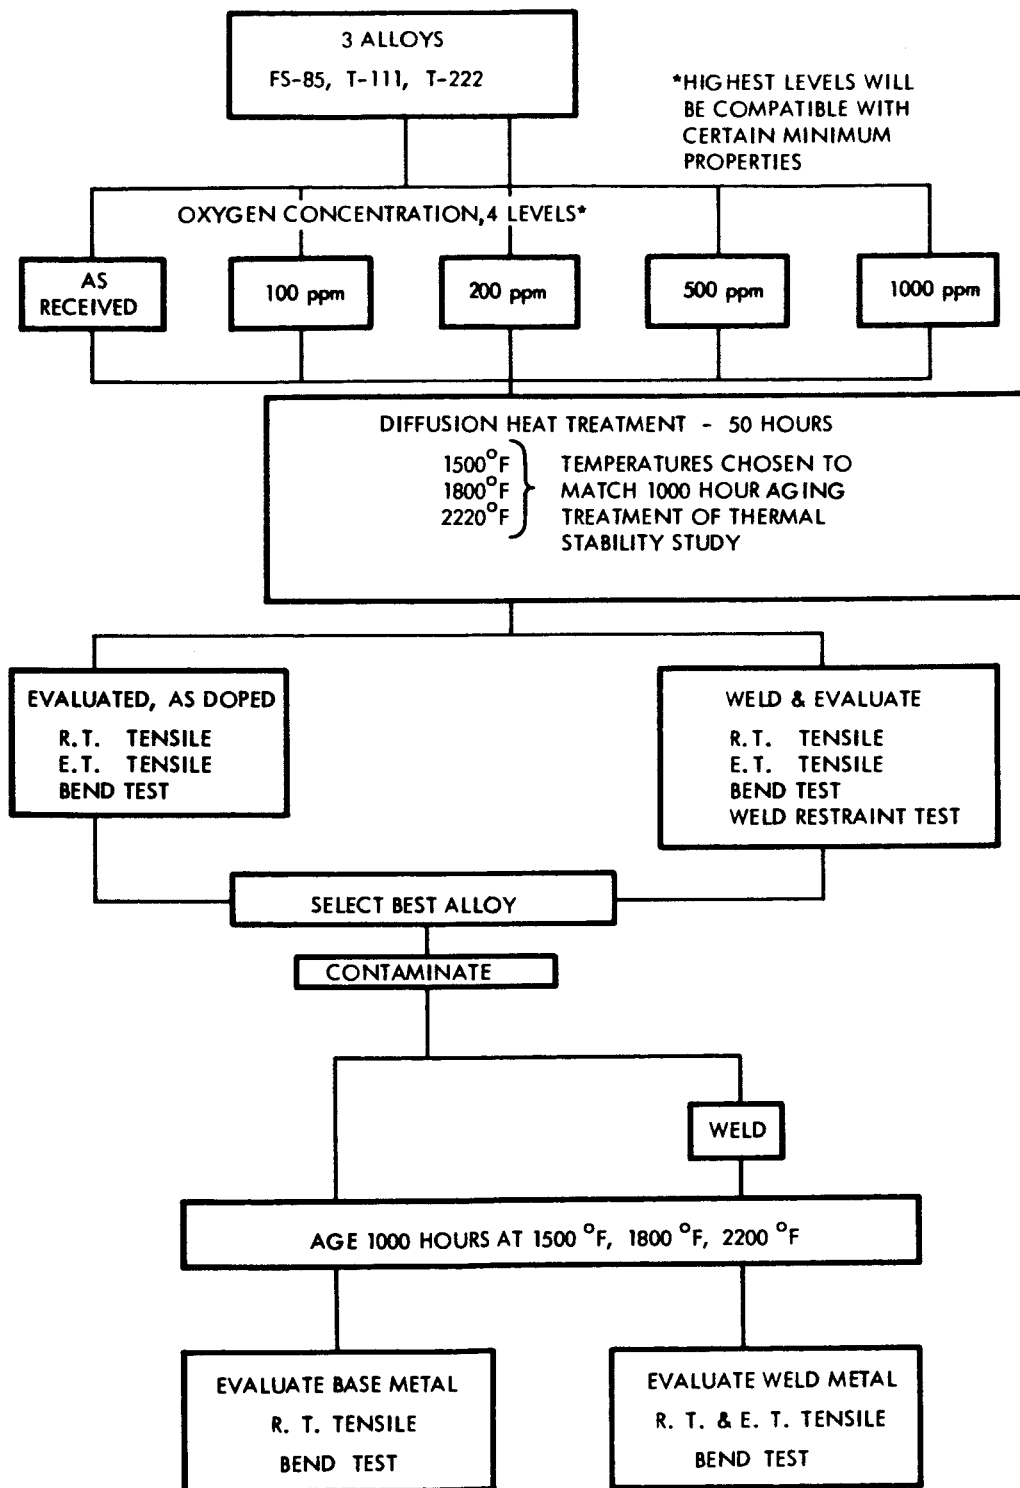 3 ALLOYS
FS-85, T-111, T-222
*HIGHEST LEVELS WILL
BE COMPATIBLE WITH
CERTAIN MINIMUM
PROPERTIES
OXYGEN CONCENTRATION, 4 LEVELS*
AS
RECEIVED
100 ppm
200 ppm
500 ppm
1000 ppm
DIFFUSION HEAT TREATMENT - 50 HOURS
1500°F
1800°F
2220°F
TEMPERATURES CHOSEN TO
MATCH 1000 HOUR AGING
TREATMENT OF THERMAL
STABILITY STUDY
EVALUATED, AS DOPED
R.T. TENSILE
E.T. TENSILE
BEND TEST
WELD & EVALUATE
R.T. TENSILE
E.T. TENSILE
BEND TEST
WELD RESTRAINT TEST
SELECT BEST ALLOY
CONTAMINATE
WELD
AGE 1000 HOURS AT 1500 °F, 1800 °F, 2200 °F
EVALUATE BASE METAL
R. T. TENSILE
BEND TEST
EVALUATE WELD METAL
R. T. & E. T. TENSILE
BEND TEST